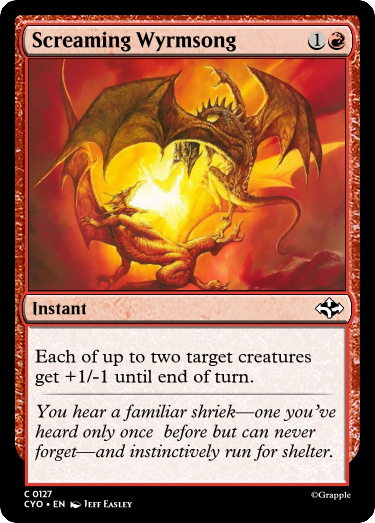 Screaming Wyrmsong 1
Instant
Each of up to two target creatures
get +1/-1 until end of turn.
You hear a familiar shriek—one you've
heard only once  before but can never
forget—and instinctively run for shelter.
C 0127
CYO • EN Jeff Easley
©Grapple